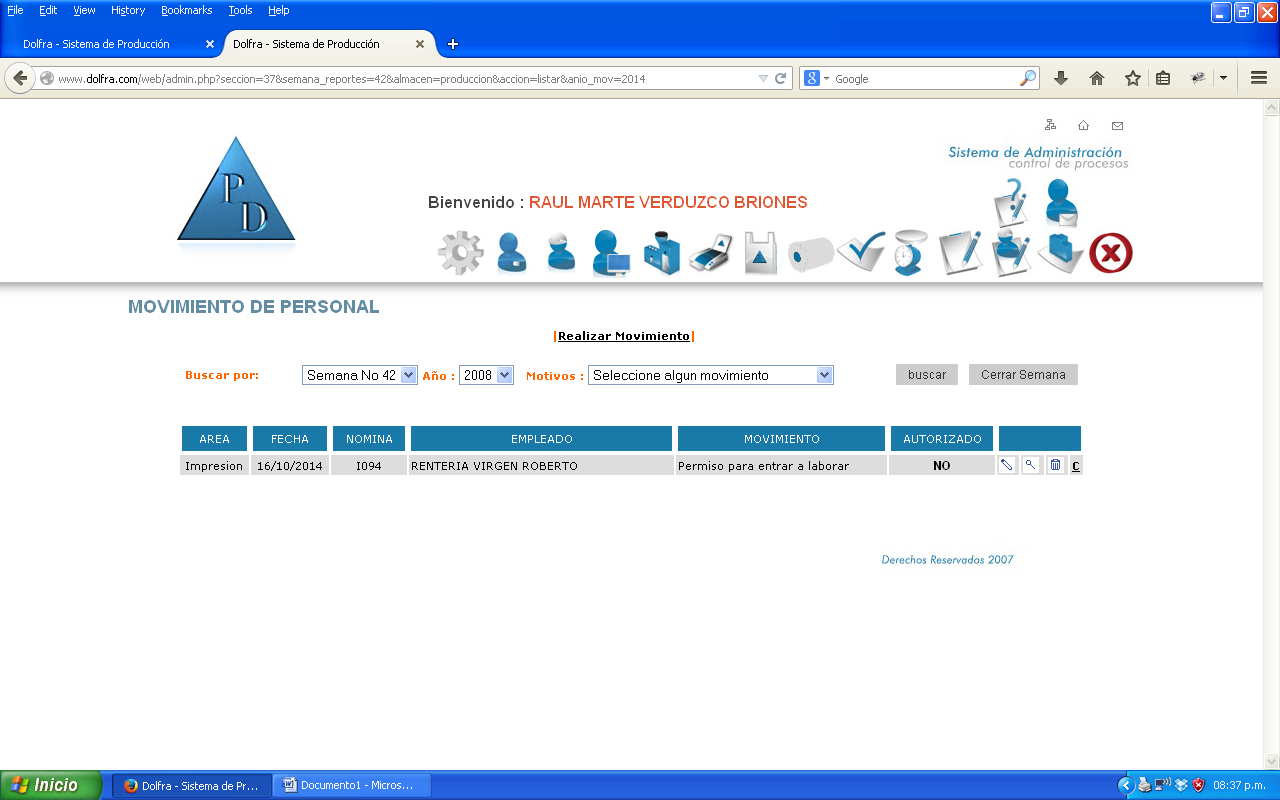 File Edit View History Bookmarks Tools Help
Dolfra - Sistema de Producción
Dolfra - Sistema de Producción
www.dolfra.com/web/admin.php?seccion=37&semana_reportes=42&almacen=produccion&accion=listar&anio_mov=2014
Google
Sistema de Administración
control de procesos
PD
Bienvenido : RAUL MARTE VERDUZCO BRIONES
MOVIMIENTO DE PERSONAL
|Realizar Movimiento|
Buscar por: Semana No 42 Año : 2008 Motivos : Seleccione algun movimiento buscar Cerrar Semana
AREA FECHA NOMINA EMPLEADO MOVIMIENTO AUTORIZADO
Impresion 16/10/2014 I094 RENTERIA VIRGEN ROBERTO Permiso para entrar a laborar NO C
Derechos Reservados 2007
Inicio Dolfra - Sistema de Pr... Documento1 - Micros... 08:37 p.m.